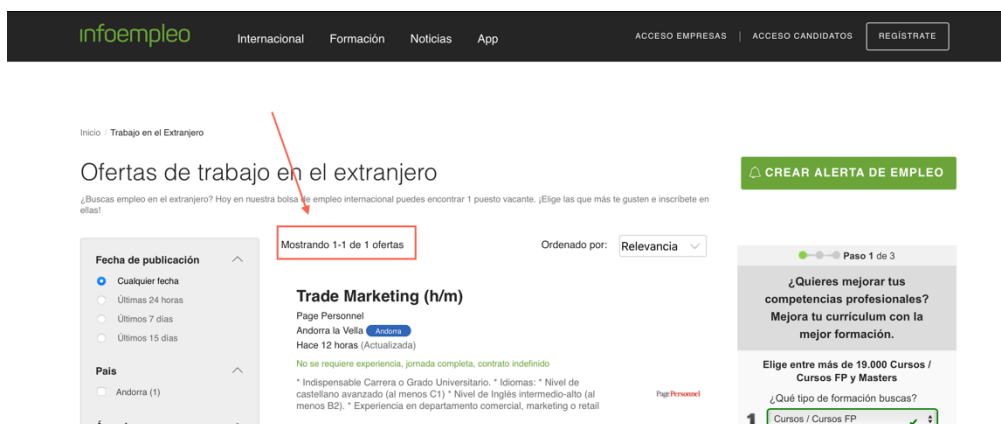 infoempleo
Internacional Formación Noticias App
ACCESO EMPRESAS | ACCESO CANDIDATOS REGÍSTRATE
Inicio / Trabajo en el Extranjero
Ofertas de trabajo en el extranjero
¿Buscas empleo en el extranjero? Hoy en nuestra bolsa de empleo internacional puedes encontrar 1 puesto vacante. ¡Elige las que más te gusten e inscríbete en
ellas!
CREAR ALERTA DE EMPLEO
Fecha de publicación
Cualquier fecha
Últimas 24 horas
Últimos 7 días
Últimos 15 días
País
Andorra (1)
Mostrando 1-1 de 1 ofertas
Ordenado por: Relevancia
Trade Marketing (h/m)
Page Personnel
Andorra la Vella Andorra
Hace 12 horas (Actualizada)
No se requiere experiencia, jornada completa, contrato indefinido
* Indispensable Carrera o Grado Universitario. * Idiomas: * Nivel de
castellano avanzado (al menos C1) * Nivel de Inglés intermedio-alto (al
menos B2). * Experiencia en departamento comercial, marketing o retail
PagePersonnel
Paso 1 de 3
¿Quieres mejorar tus
competencias profesionales?
Mejora tu currículum con la
mejor formación.
Elige entre más de 19.000 Cursos /
Cursos FP y Masters
¿Qué tipo de formación buscas?
1 Cursos / Cursos FP